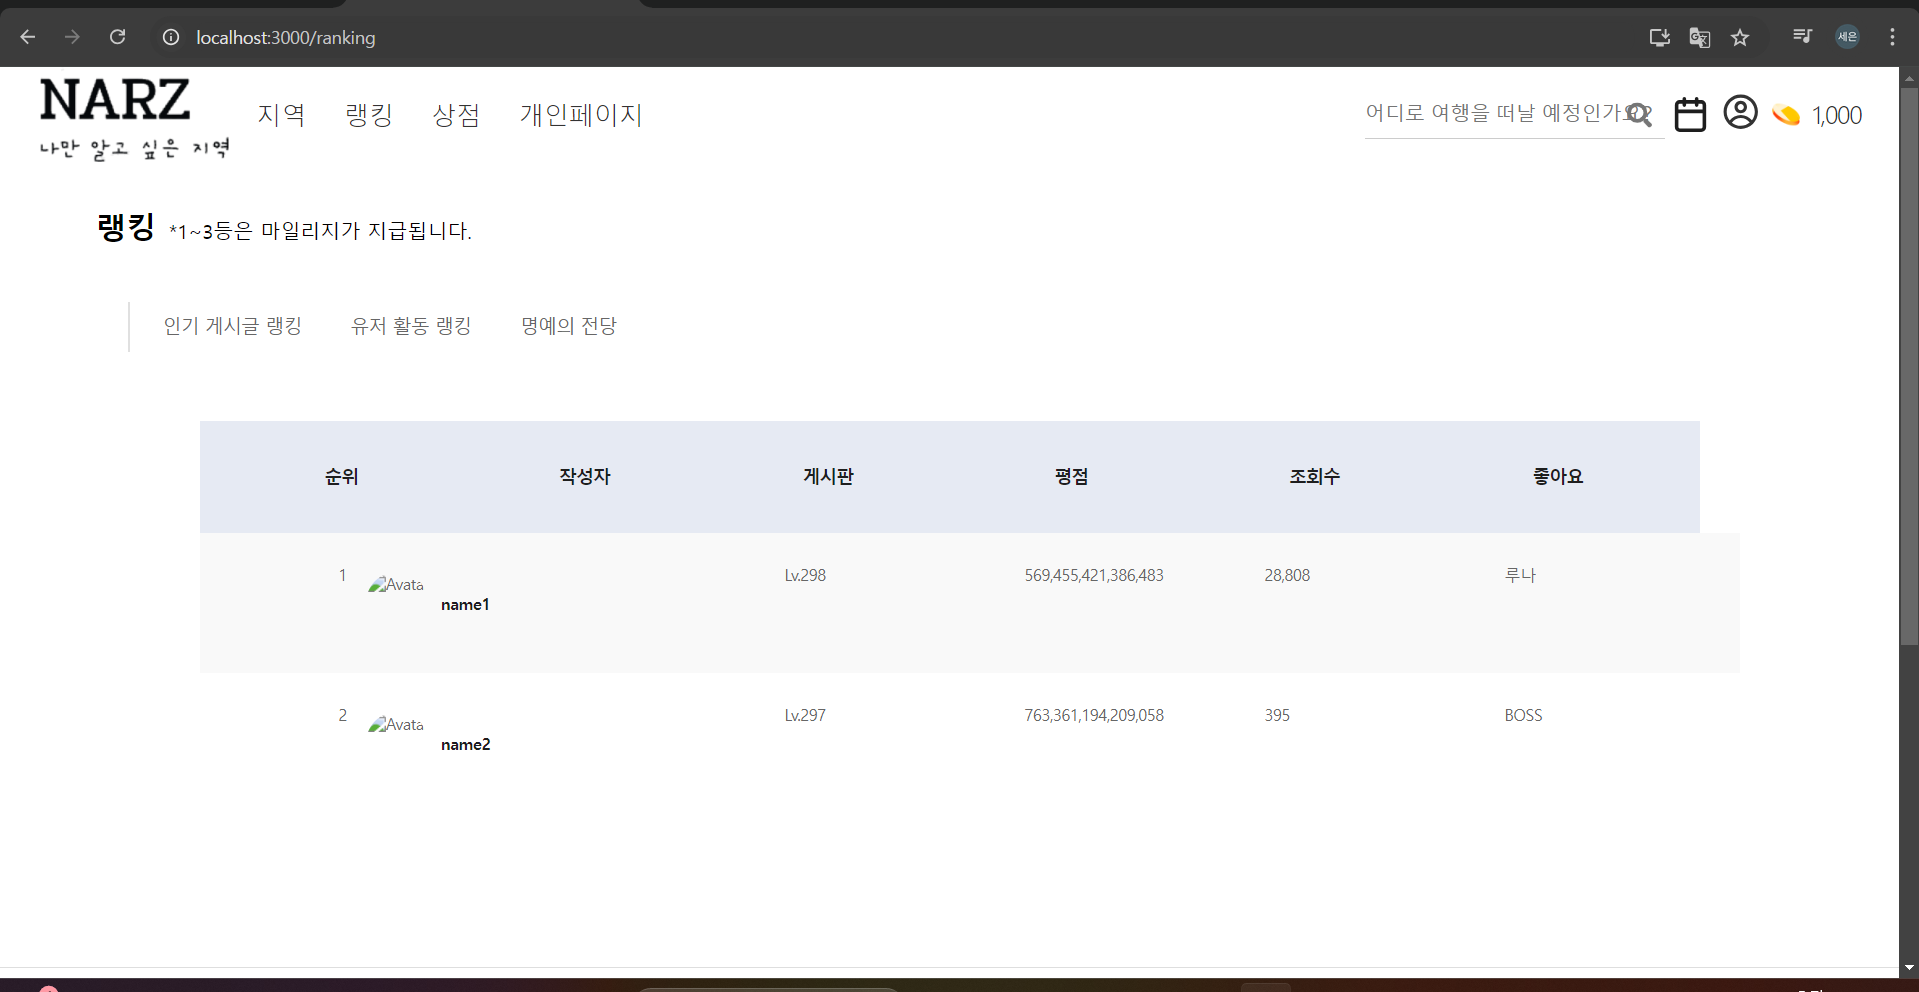 localhost:3000/ranking
세은
NARZ
나만 알고 싶은 지역
지역 랭킹 상점 개인페이지
어디로 여행을 떠날 예정인가요?
1,000
랭킹 *1~3등은 마일리지가 지급됩니다.
인기 게시글 랭킹 유저 활동 랭킹 명예의 전당
순위 작성자 게시판 평점 조회수 좋아요
1 Avata name1 Lv.298 569,455,421,386,483 28,808 루나
2 Avata name2 Lv.297 763,361,194,209,058 395 BOSS